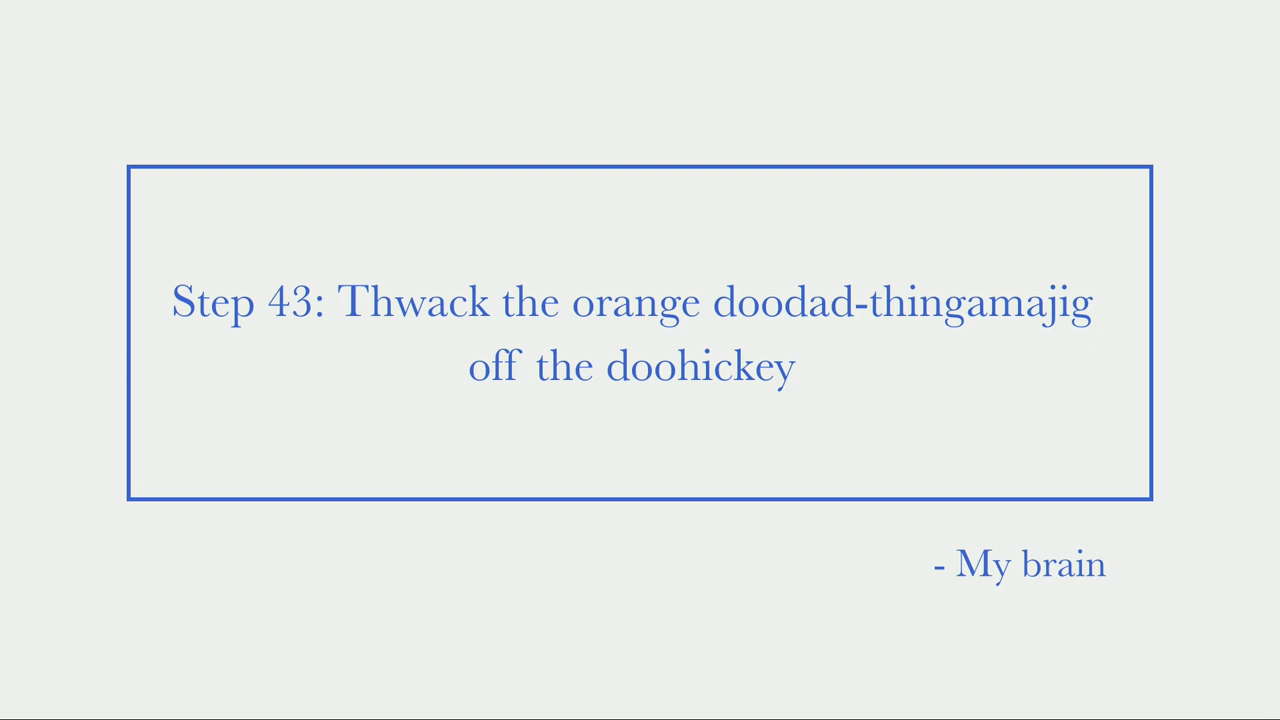 Step 43: Thwack the orange doodad-thingamajig
off the doohickey
- My brain